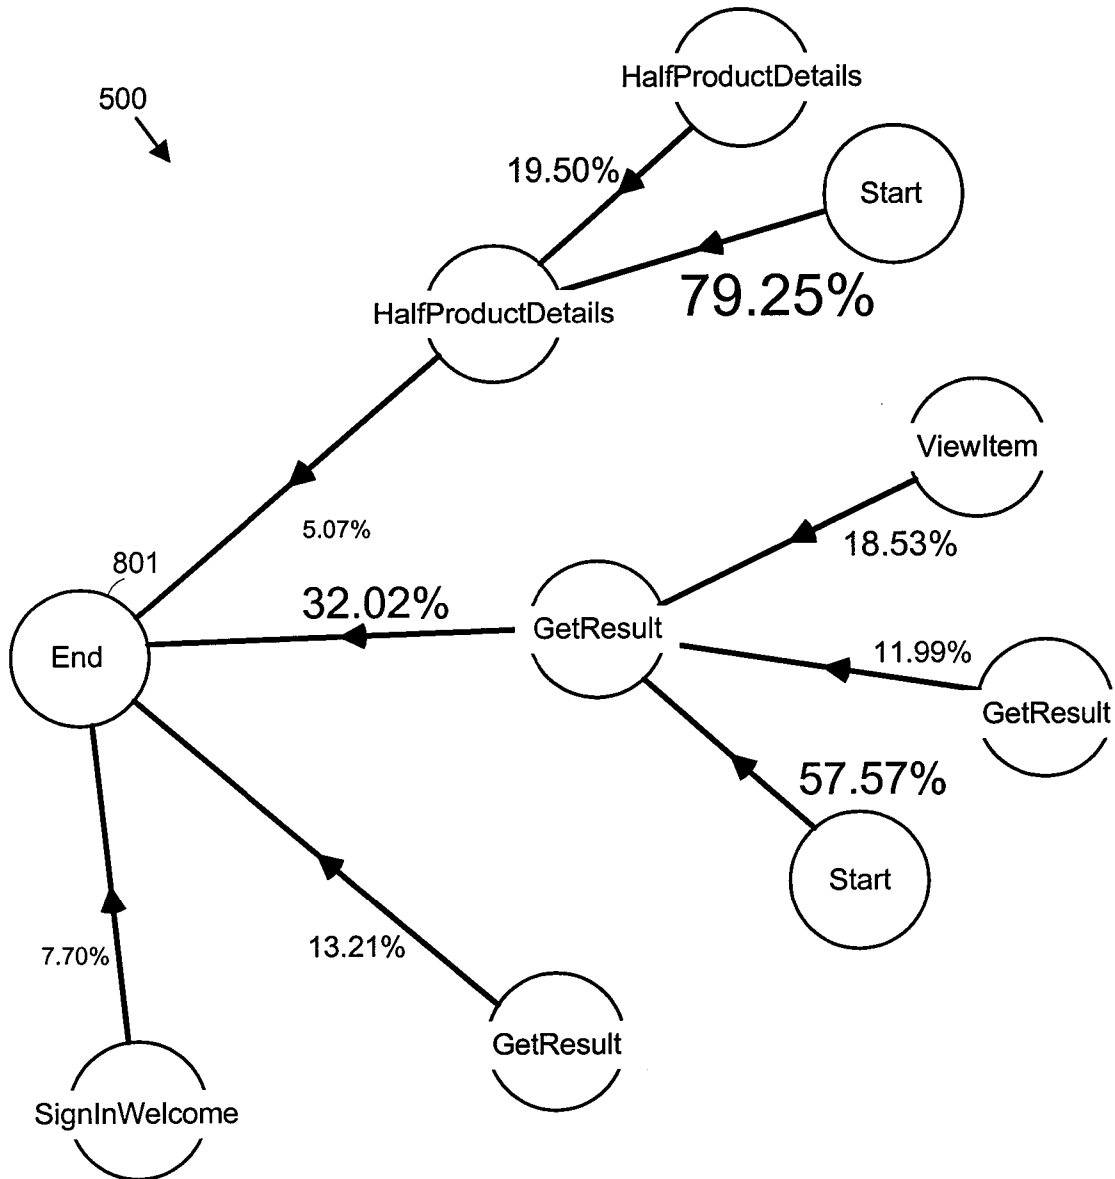 HalfProductDetails
500
19.50%
Start
79.25%
HalfProductDetails
ViewItem
5.07%
18.53%
801
32.02%
GetResult
End
11.99%
GetResult
57.57%
Start
13.21%
7.70%
GetResult
SignInWelcome